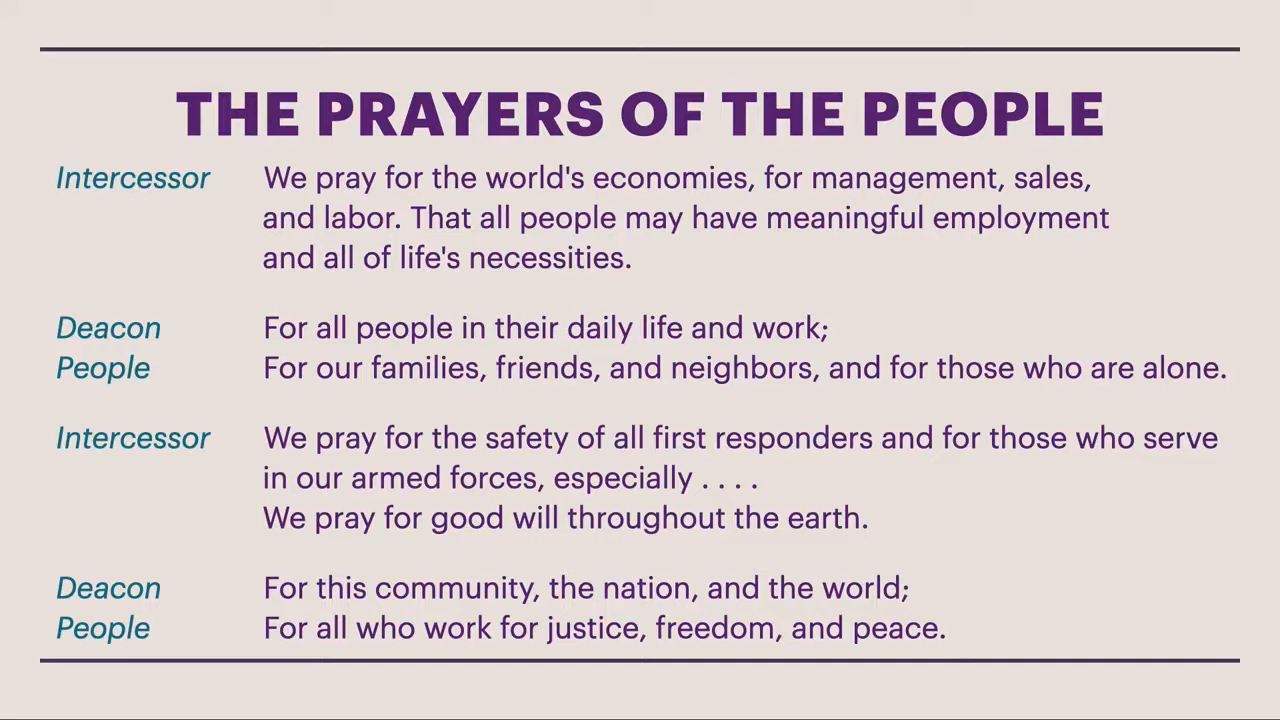 THE PRAYERS OF THE PEOPLE
Intercessor We pray for the world's economies, for management, sales,
and labor. That all people may have meaningful employment
and all of life's necessities.
Deacon For all people in their daily life and work;
People For our families, friends, and neighbors, and for those who are alone.
Intercessor We pray for the safety of all first responders and for those who serve
in our armed forces, especially . . . .
We pray for good will throughout the earth.
Deacon For this community, the nation, and the world;
People For all who work for justice, freedom, and peace.